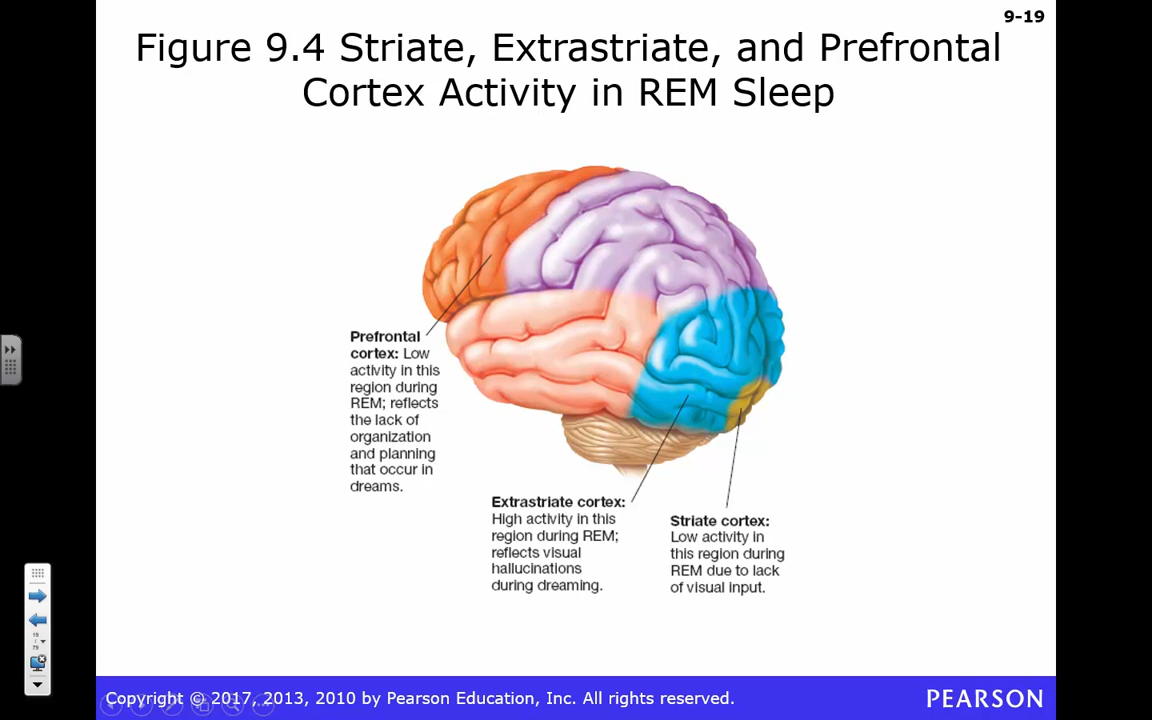 9-19
Figure 9.4 Striate, Extrastriate, and Prefrontal
Cortex Activity in REM Sleep
Prefrontal
cortex: Low
activity in this
region during
REM; reflects
the lack of
organization
and planning
that occur in
dreams.
Extrastriate cortex:
High activity in this
region during REM;
reflects visual
hallucinations
during dreaming.
Striate cortex:
Low activity in
this region during
REM due to lack
of visual input.
19
79
Copyright © 2017, 2013, 2010 by Pearson Education, Inc. All rights reserved.
PEARSON